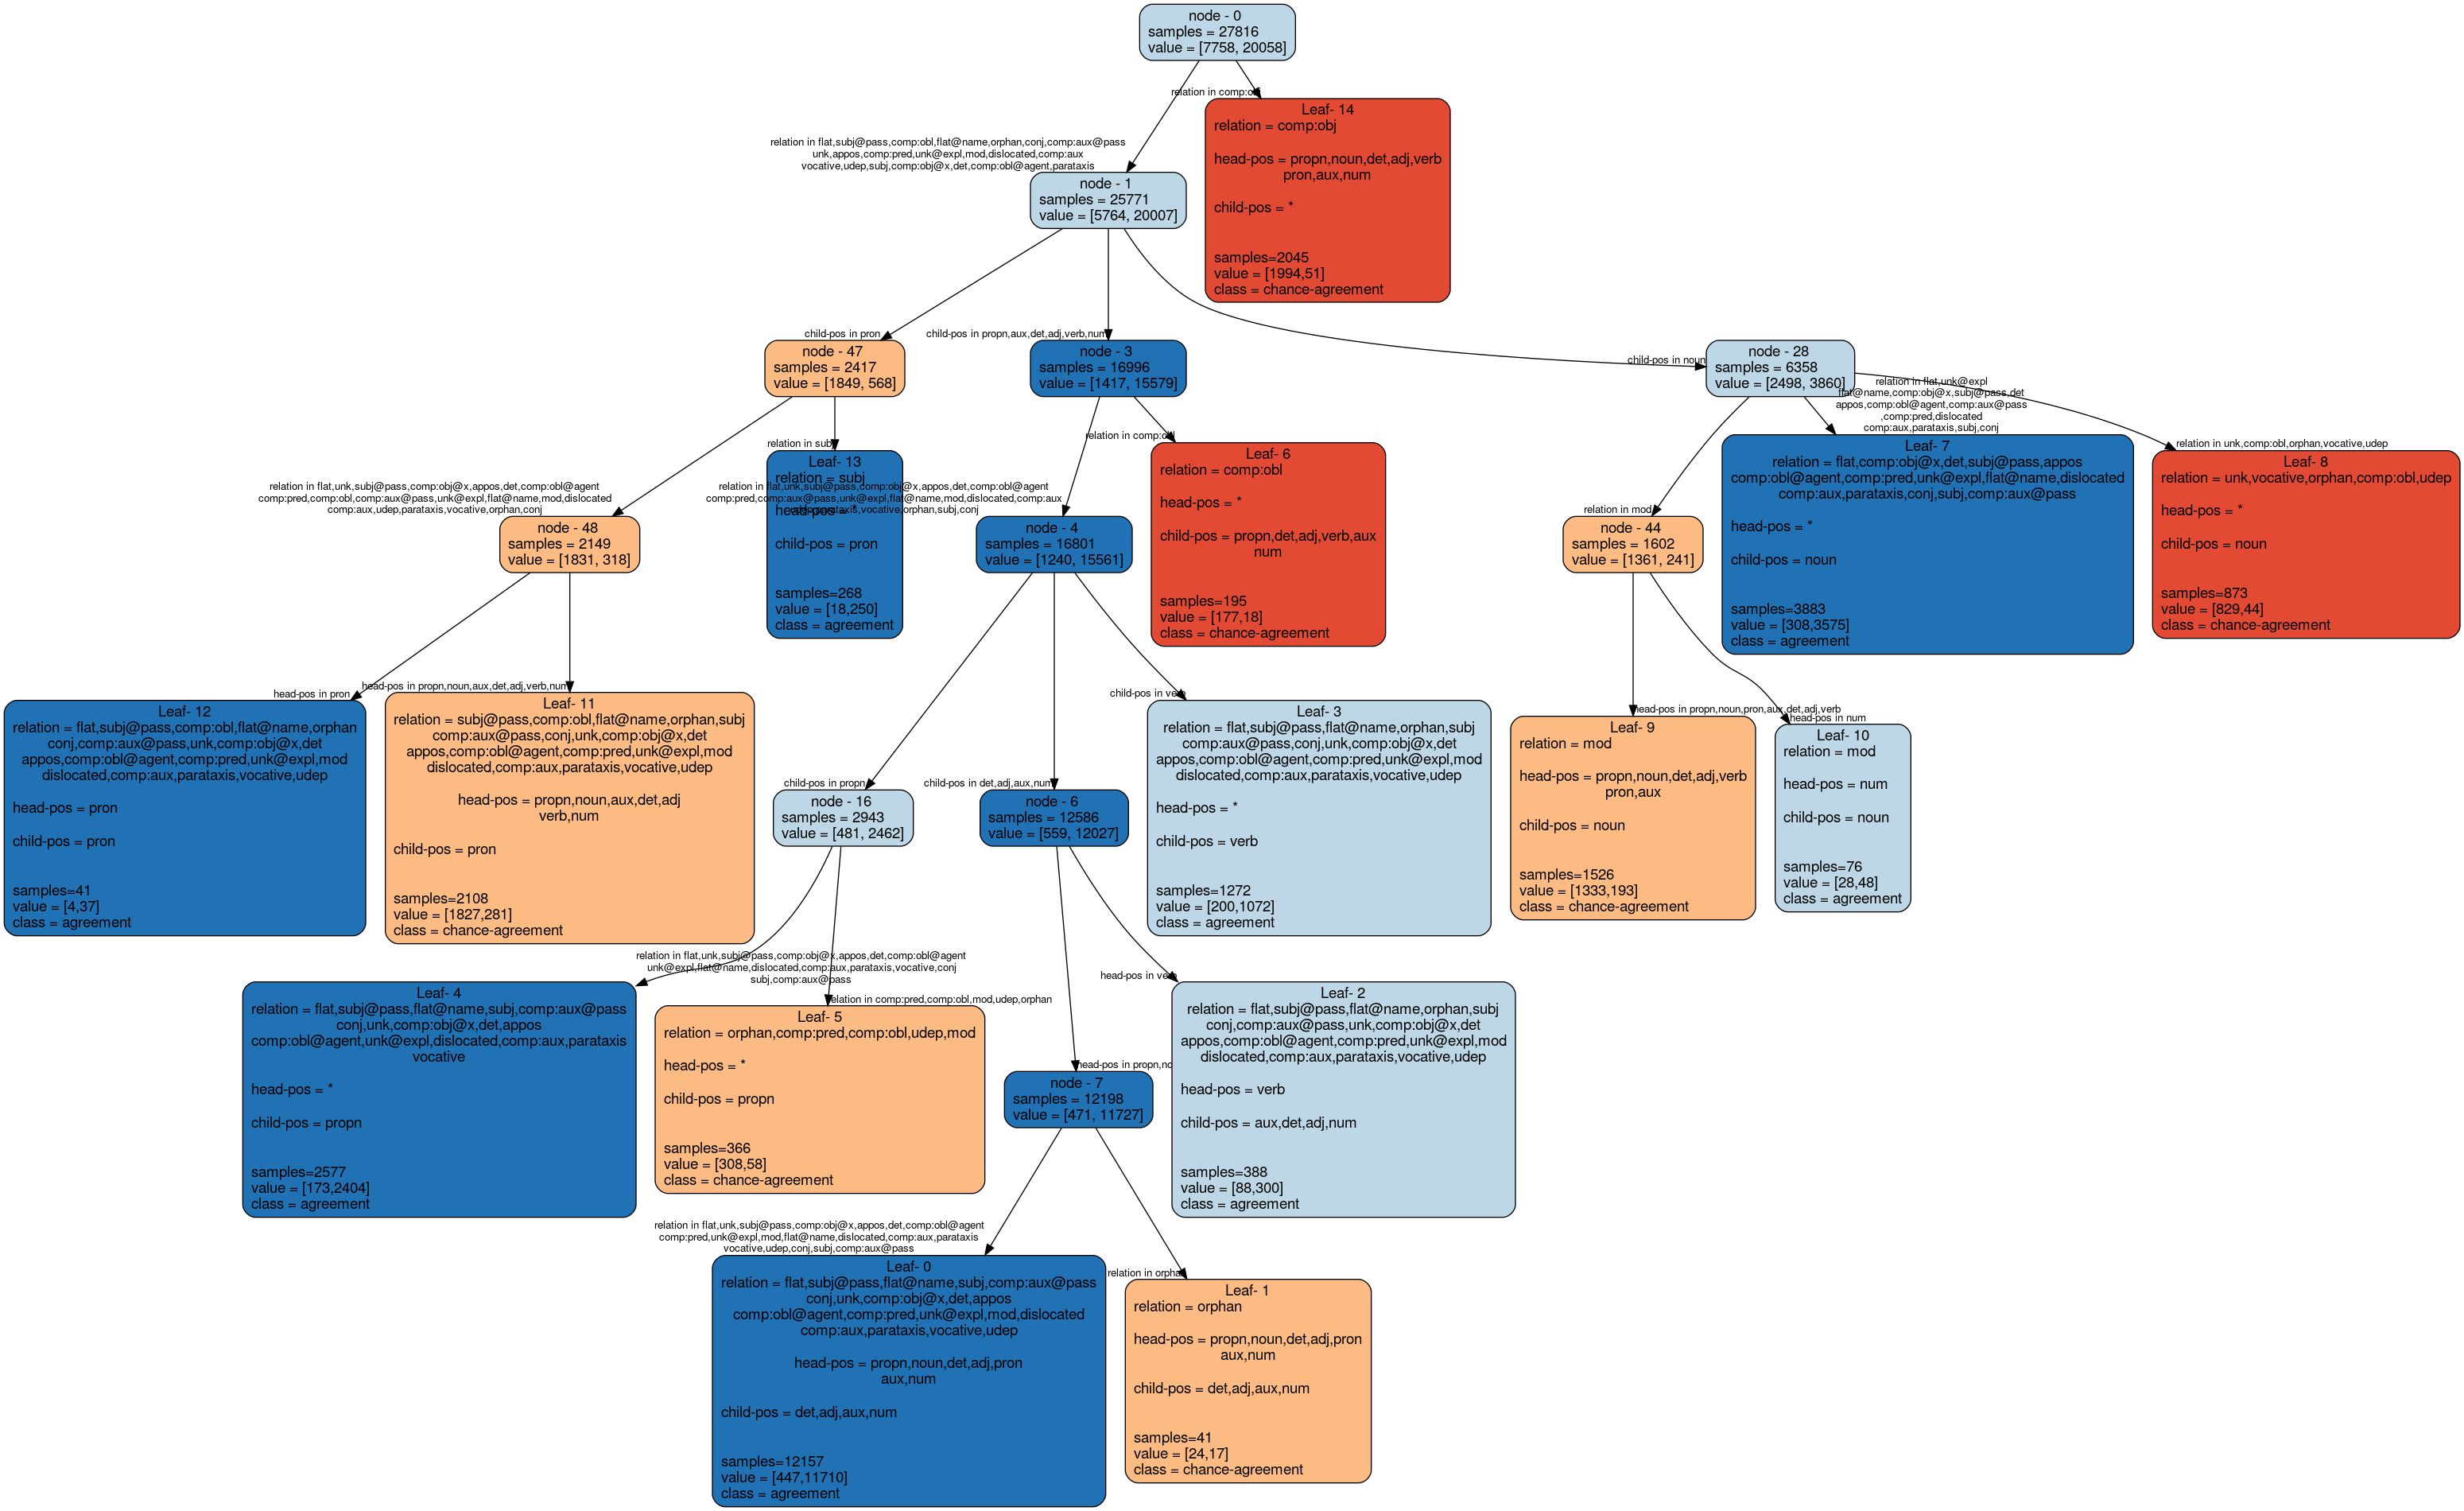 node - 0
samples = 27816
value = [7758, 20058]
relation in comp:obj
Leaf- 14
relation = comp:obj
head-pos = propn,noun,det,adj,verb
pron,aux,num
child-pos = *
samples=2045
value = [1994,51]
class = chance-agreement
relation in flat,subj@pass,comp:obl,flat@name,orphan,conj,comp:aux@pass
unk,appos,comp:pred,unk@expl,mod,dislocated,comp:aux
vocative,udep,subj,comp:obj@x,det,comp:obl@agent,parataxis
node - 1
samples = 25771
value = [5764, 20007]
child-pos in pron
node - 47
samples = 2417
value = [1849, 568]
child-pos in propn,aux,det,adj,verb,num
node - 3
samples = 16996
value = [1417, 15579]
child-pos in noun
node - 28
samples = 6358
value = [2498, 3860]
relation in flat,unk,subj@pass,comp:obj@x,appos,det,comp:obl@agent
comp:pred,comp:obl,comp:aux@pass,unk@expl,flat@name,mod,dislocated
comp:aux,udep,parataxis,vocative,orphan,conj
node - 48
samples = 2149
value = [1831, 318]
relation in subj
Leaf- 13
relation = subj
head-pos = *
child-pos = pron
samples=268
value = [18,250]
class = agreement
relation in flat,unk,subj@pass,comp:obj@x,appos,det,comp:obl@agent
comp:pred,comp:aux@pass,unk@expl,flat@name,mod,dislocated,comp:aux
udep,parataxis,vocative,orphan,subj,conj
node - 4
samples = 16801
value = [1240, 15561]
relation in comp:obl
Leaf- 6
relation = comp:obl
head-pos = *
child-pos = propn,det,adj,verb,aux
num
samples=195
value = [177,18]
class = chance-agreement
relation in mod
node - 44
samples = 1602
value = [1361, 241]
relation in flat,unk@expl
flat@name,comp:obj@x,subj@pass,det
appos,comp:obl@agent,comp:aux@pass
,comp:pred,dislocated
comp:aux,parataxis,subj,conj
Leaf- 7
relation = flat,comp:obj@x,det,subj@pass,appos
comp:obl@agent,comp:pred,unk@expl,flat@name,dislocated
comp:aux,parataxis,conj,subj,comp:aux@pass
head-pos = *
child-pos = noun
samples=3883
value = [308,3575]
class = agreement
relation in unk,comp:obl,orphan,vocative,udep
Leaf- 8
relation = unk,vocative,orphan,comp:obl,udep
head-pos = *
child-pos = noun
samples=873
value = [829,44]
class = chance-agreement
head-pos in pron
Leaf- 12
relation = flat,subj@pass,comp:obl,flat@name,orphan
conj,comp:aux@pass,unk,comp:obj@x,det
appos,comp:obl@agent,comp:pred,unk@expl,mod
dislocated,comp:aux,parataxis,vocative,udep
head-pos = pron
child-pos = pron
samples=41
value = [4,37]
class = agreement
head-pos in propn,noun,aux,det,adj,verb,num
Leaf- 11
relation = subj@pass,comp:obl,flat@name,orphan,subj
comp:aux@pass,conj,unk,comp:obj@x,det
appos,comp:obl@agent,comp:pred,unk@expl,mod
dislocated,comp:aux,parataxis,vocative,udep
head-pos = propn,noun,aux,det,adj
verb,num
child-pos = pron
samples=2108
value = [1827,281]
class = chance-agreement
child-pos in propn
node - 16
samples = 2943
value = [481, 2462]
child-pos in det,adj,aux,num
node - 6
samples = 12586
value = [559, 12027]
child-pos in verb
Leaf- 3
relation = flat,subj@pass,flat@name,orphan,subj
comp:aux@pass,conj,unk,comp:obj@x,det
appos,comp:obl@agent,comp:pred,unk@expl,mod
dislocated,comp:aux,parataxis,vocative,udep
head-pos = *
child-pos = verb
samples=1272
value = [200,1072]
class = agreement
head-pos in propn,noun,pron,aux,det,adj,verb
Leaf- 9
relation = mod
head-pos = propn,noun,det,adj,verb
pron,aux
child-pos = noun
samples=1526
value = [1333,193]
class = chance-agreement
head-pos in num
Leaf- 10
relation = mod
head-pos = num
child-pos = noun
samples=76
value = [28,48]
class = agreement
relation in flat,unk,subj@pass,comp:obj@x,appos,det,comp:obl@agent
unk@expl,flat@name,dislocated,comp:aux,parataxis,vocative,conj
subj,comp:aux@pass
Leaf- 4
relation = flat,subj@pass,flat@name,subj,comp:aux@pass
conj,unk,comp:obj@x,det,appos
comp:obl@agent,unk@expl,dislocated,comp:aux,parataxis
vocative
head-pos = *
child-pos = propn
samples=2577
value = [173,2404]
class = agreement
relation in comp:pred,comp:obl,mod,udep,orphan
Leaf- 5
relation = orphan,comp:pred,comp:obl,udep,mod
head-pos = *
child-pos = propn
samples=366
value = [308,58]
class = chance-agreement
head-pos in propn,no
node - 7
samples = 12198
value = [471, 11727]
head-pos in verb
Leaf- 2
relation = flat,subj@pass,flat@name,orphan,subj
conj,comp:aux@pass,unk,comp:obj@x,det
appos,comp:obl@agent,comp:pred,unk@expl,mod
dislocated,comp:aux,parataxis,vocative,udep
head-pos = verb
child-pos = aux,det,adj,num
samples=388
value = [88,300]
class = agreement
relation in flat,unk,subj@pass,comp:obj@x,appos,det,comp:obl@agent
comp:pred,unk@expl,mod,flat@name,dislocated,comp:aux,parataxis
vocative,udep,conj,subj,comp:aux@pass
Leaf- 0
relation = flat,subj@pass,flat@name,subj,comp:aux@pass
conj,unk,comp:obj@x,det,appos
comp:obl@agent,comp:pred,unk@expl,mod,dislocated
comp:aux,parataxis,vocative,udep
head-pos = propn,noun,det,adj,pron
aux,num
child-pos = det,adj,aux,num
samples=12157
value = [447,11710]
class = agreement
relation in orphan
Leaf- 1
relation = orphan
head-pos = propn,noun,det,adj,pron
aux,num
child-pos = det,adj,aux,num
samples=41
value = [24,17]
class = chance-agreement